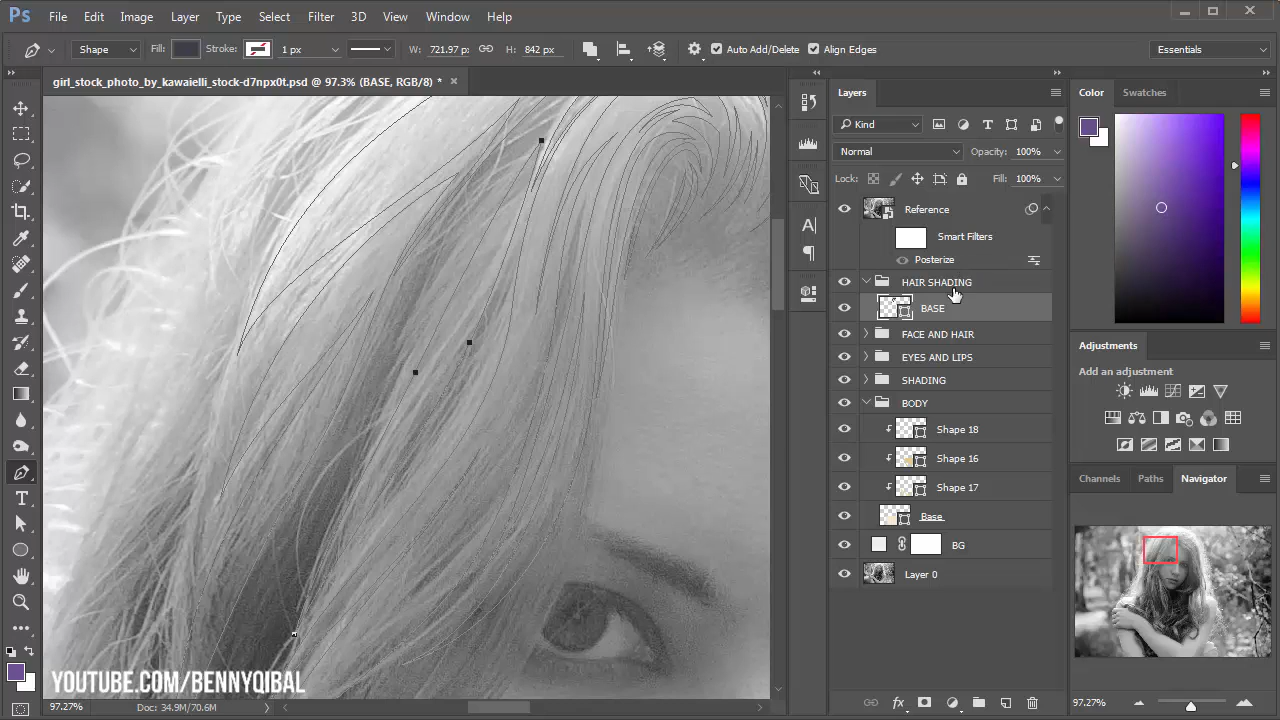 Ps File Edit Image Layer Type Select Filter 3D View Window Help
Shape Fill: Stroke: 1 px W: 721.97 p: H: 842 px Auto Add/Delete Align Edges Essentials
girl_stock_photo_by_kawaielli_stock-d7npx0t.psd @ 97.3% (BASE, RGB/8) *
Layers
Kind
Normal Opacity: 100%
Lock: Fill: 100%
Reference
Smart Filters
Posterize
HAIR SHADING
BASE
FACE AND HAIR
EYES AND LIPS
SHADING
BODY
Shape 18
Shape 16
Shape 17
Base
BG
Layer 0
fx
Color Swatches
Adjustments
Add an adjustment
Channels Paths Navigator
97.27%
YOUTUBE.COM/BENNYQIBAL
97.27% Doc: 34.9M/70.6M